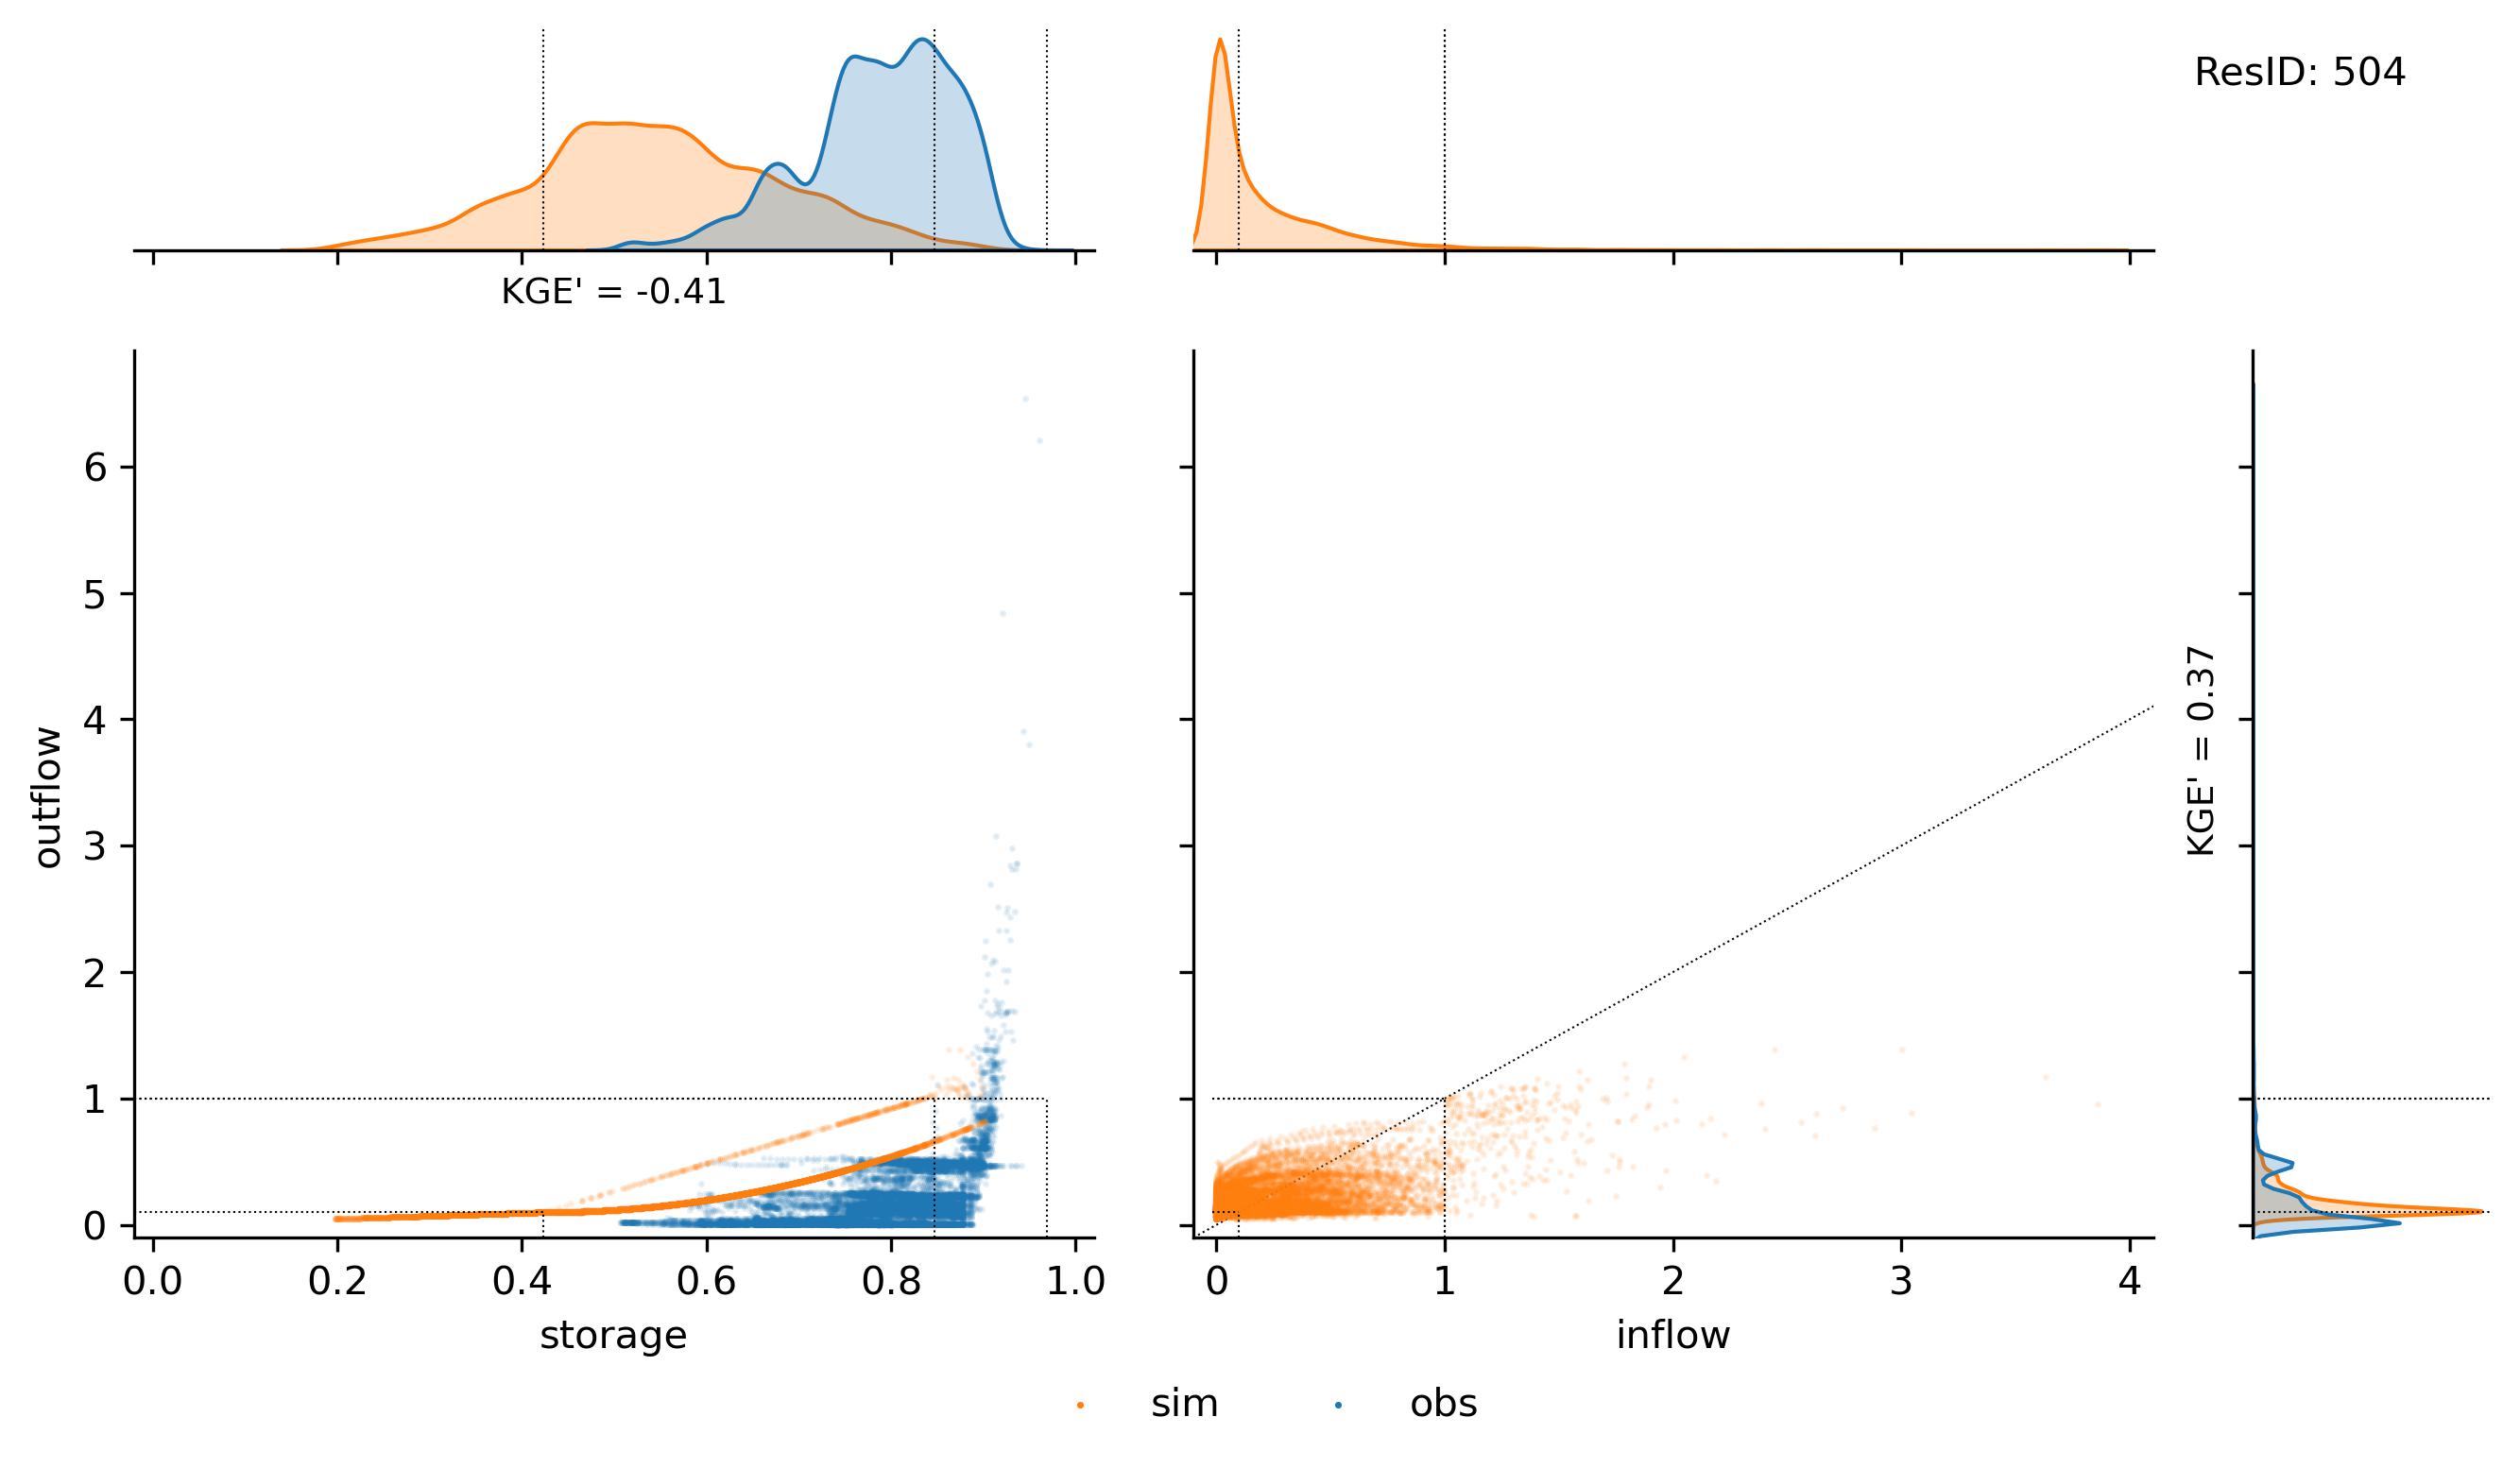 ResID: 504
KGE' = -0.41
outflow
6
5
4
3
2
1
0
0.0 0.2 0.4 0.6 0.8 1.0
storage
0 1 2 3 4
inflow
KGE' = 0.37
sim obs